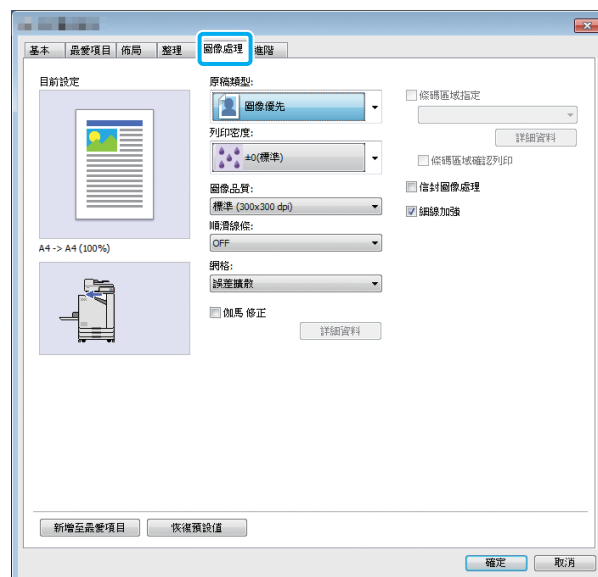 基本 最愛項目 佈局 整理 圖像處理 進階
目前設定
A4 -> A4 (100%)
原稿類型:
圖像優先
列印密度:
±0(標準)
圖像品質:
標準 (300x300 dpi)
順滑線條:
OFF
網格:
誤差擴散
伽馬 修正
詳細資料
條碼區域指定
詳細資料
條碼區域確認列印
信封圖像處理
細線加強
新增至最愛項目 恢復預設值
確定 取消